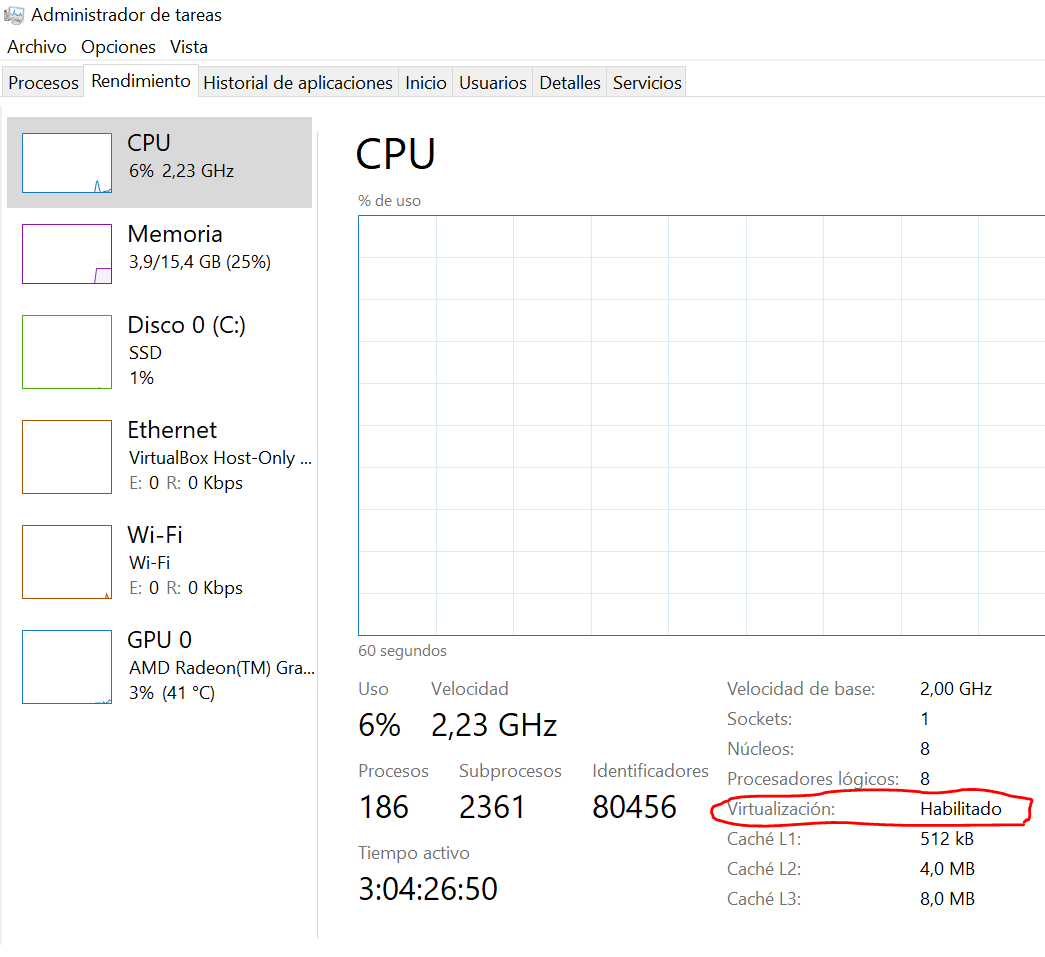 Administrador de tareas
Archivo Opciones Vista
Procesos Rendimiento Historial de aplicaciones Inicio Usuarios Detalles Servicios
CPU
6% 2,23 GHz
Memoria
3,9/15,4 GB (25%)
Disco 0 (C:)
SSD
1%
Ethernet
VirtualBox Host-Only ...
E: 0 R: 0 Kbps
Wi-Fi
Wi-Fi
E: 0 R: 0 Kbps
GPU 0
AMD Radeon(TM) Gra...
3% (41 °C)
CPU
% de uso
60 segundos
Uso Velocidad
6% 2,23 GHz
Procesos Subprocesos Identificadores
186 2361 80456
Tiempo activo
3:04:26:50
Velocidad de base: 2,00 GHz
Sockets: 1
Núcleos: 8
Procesadores lógicos: 8
Virtualización: Habilitado
Caché L1: 512 kB
Caché L2: 4,0 MB
Caché L3: 8,0 MB